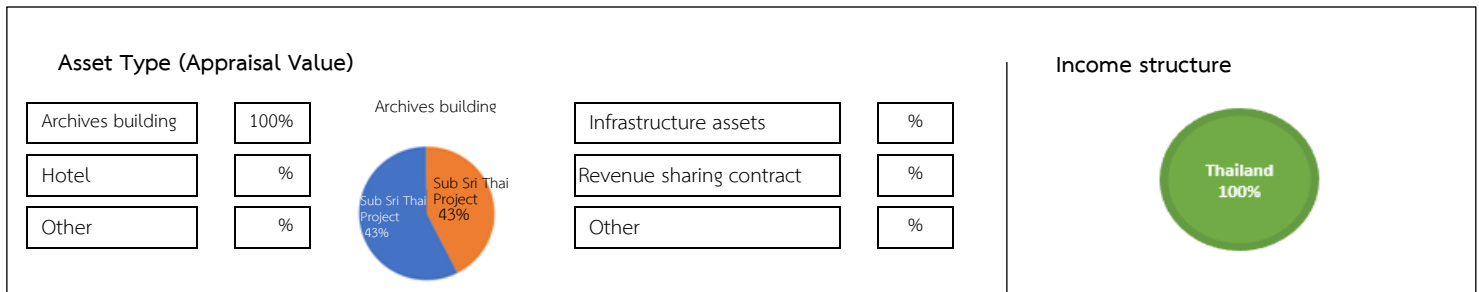 Asset Type (Appraisal Value)
Income structure
Archives building
100%
Archives building
Infrastructure assets
%
Hotel
%
Sub Sri Thai
Project
43%
Sub Sri Thai
Project
43%
Revenue sharing contract
%
Other
%
Other
%
Thailand
100%